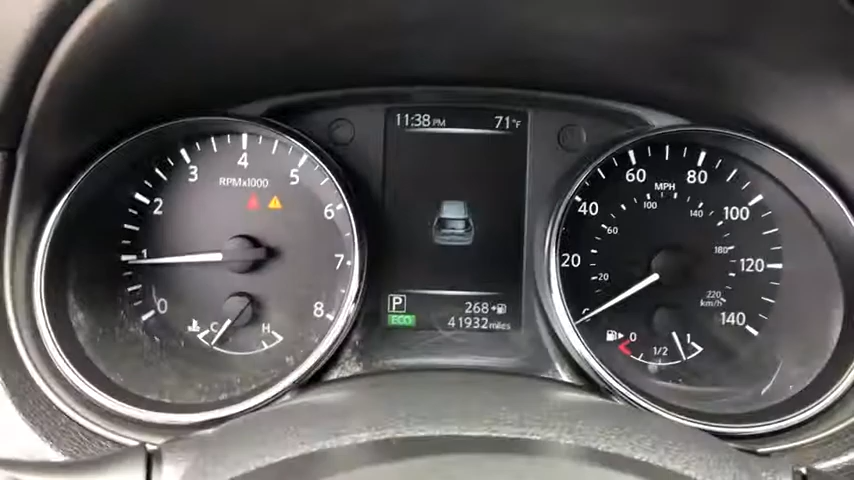 11:38 PM 71°F
RPMx1000
0 1 2 3 4 5 6 7 8
C H
P
ECO
268
41932 miles
MPH
20 40 60 80 100 120 140
20 60 100 140 180 220
km/h
0 1/2 1